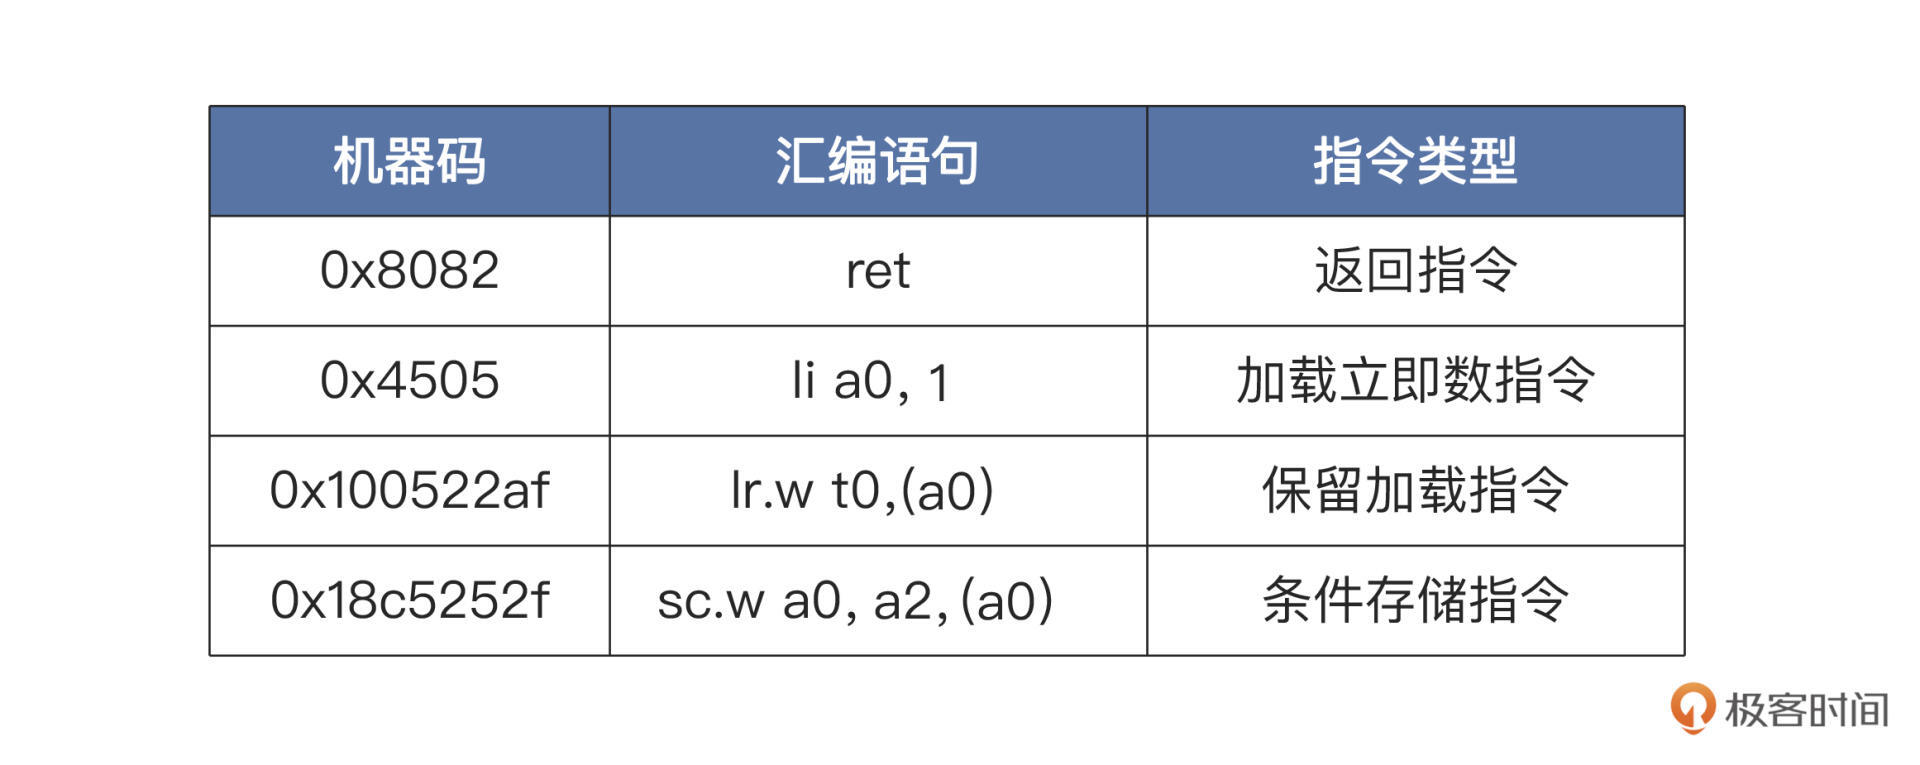 机器码 汇编语句 指令类型
0x8082 ret 返回指令
0x4505 li a0, 1 加载立即数指令
0x100522af lr.w t0,(a0) 保留加载指令
0x18c5252f sc.w a0, a2, (a0) 条件存储指令
极客时间